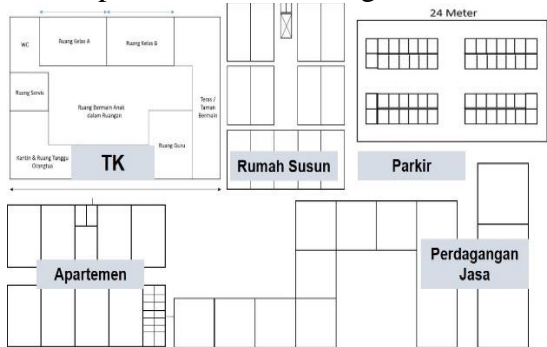 24 Meter
WC
Ruang Kelas A
Ruang Kelas B
Ruang Servis
Ruang Bermain Anak
dalam Ruangan
Teras /
Taman
Bermain
Ruang Guru
Kantin & Ruang Tunggu
Orangtua
TK
Rumah Susun
Parkir
Apartemen
Perdagangan
Jasa